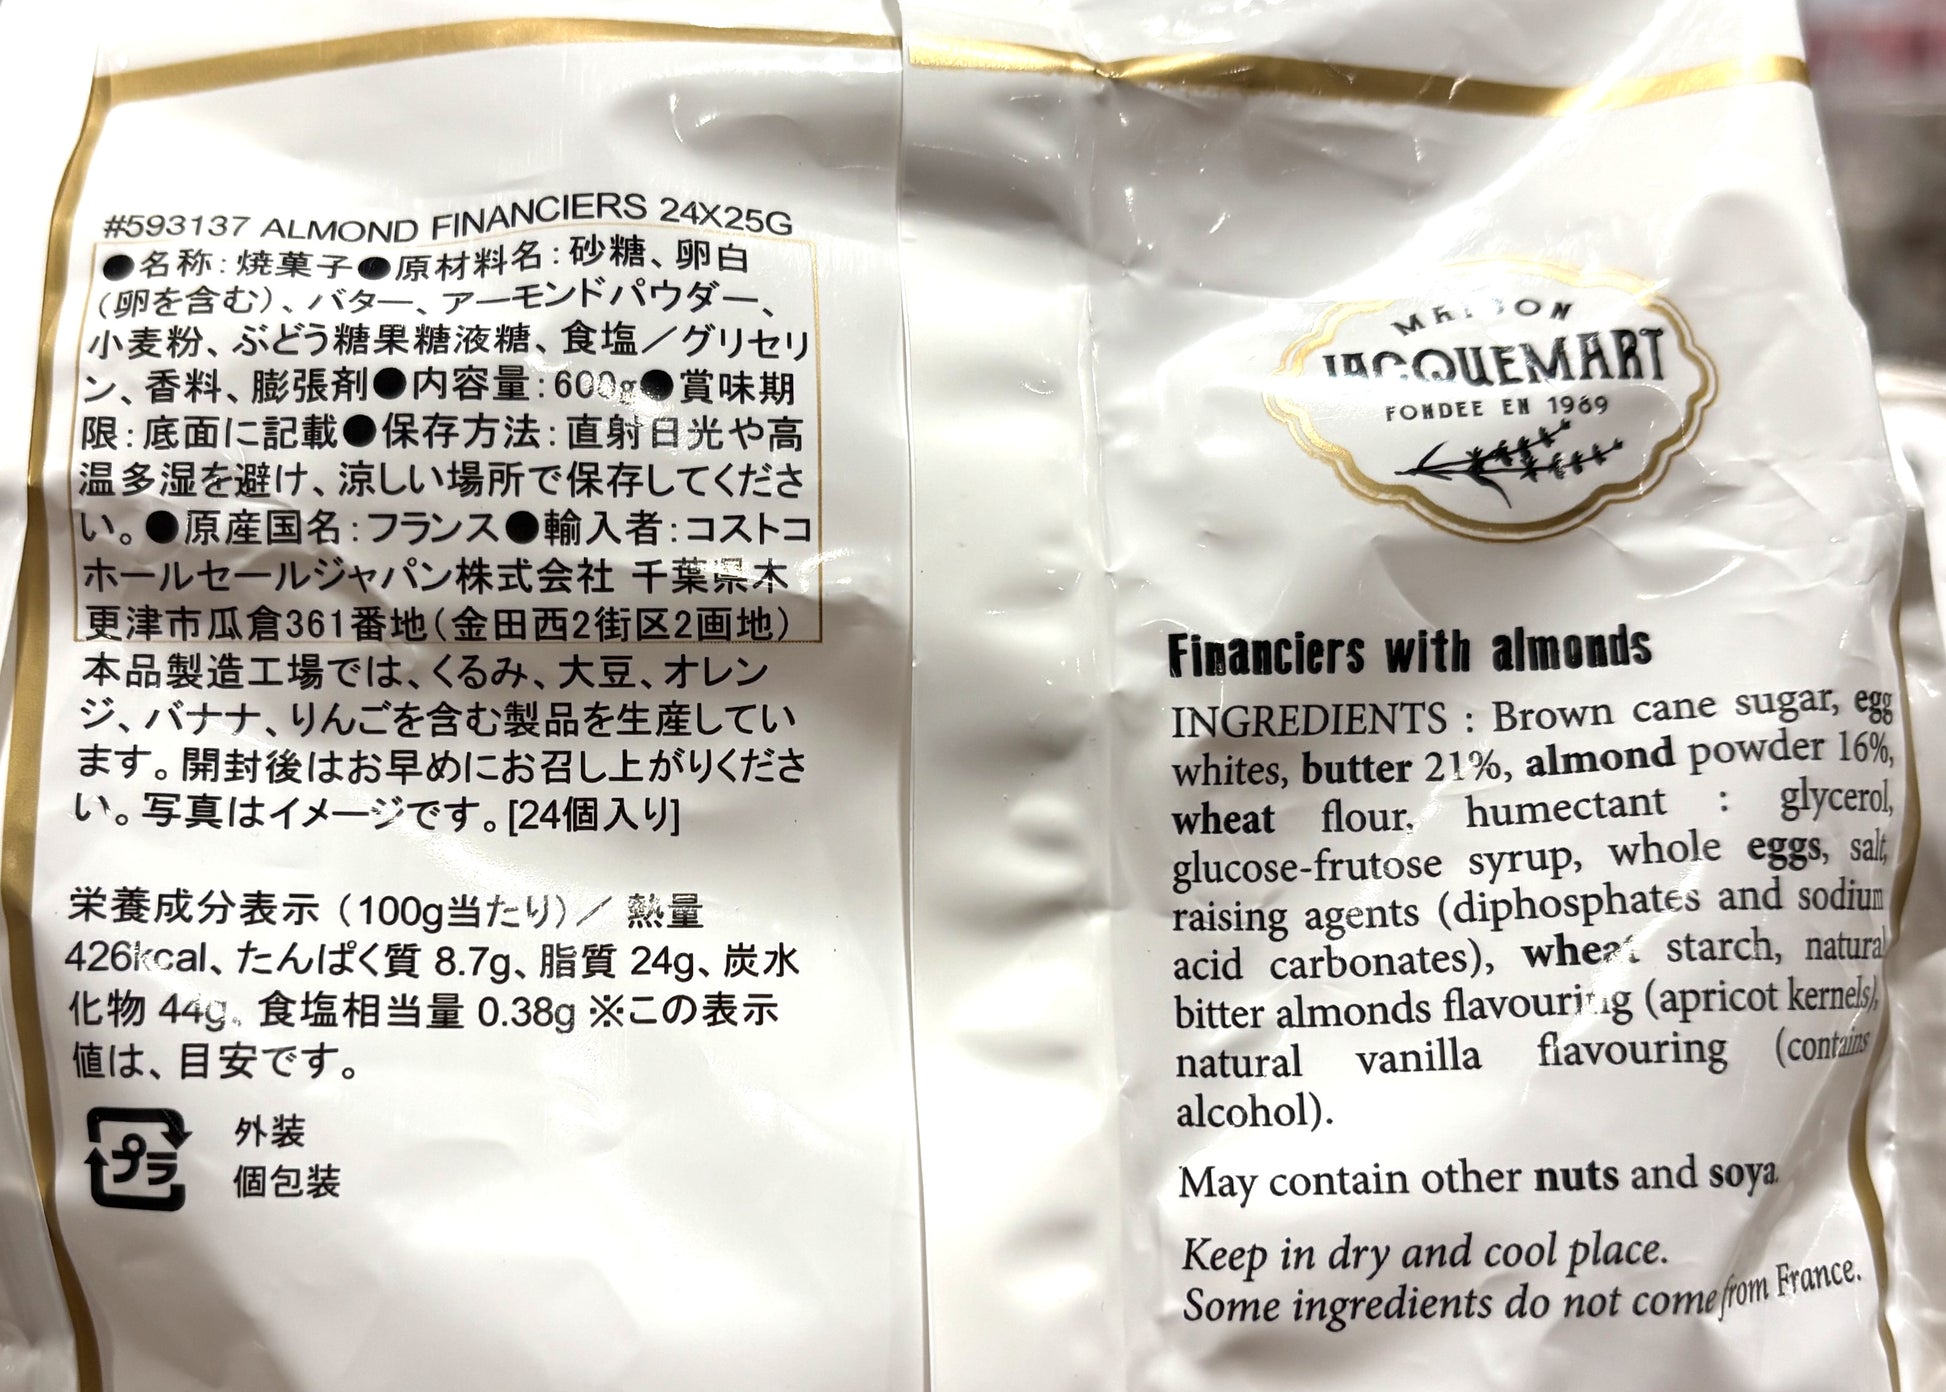 #593137 ALMOND FINANCIERS 24X25G
●名称:焼菓子●原材料名:砂糖、卵白
(卵を含む)、バター、アーモンドパウダー、
小麦粉、ぶどう糖果糖液糖、食塩／グリセリ
ン、香料、膨張剤●内容量:600g●賞味期
限:底面に記載●保存方法:直射日光や高
温多湿を避け、涼しい場所で保存してくださ
い。●原産国名:フランス●輸入者:コストコ
ホールセールジャパン株式会社 千葉県木
更津市瓜倉361番地(金田西2街区2画地)
本品製造工場では、くるみ、大豆、オレン
ジ、バナナ、りんごを含む製品を生産してい
ます。開封後はお早めにお召し上がりくださ
い。写真はイメージです。[24個入り]
栄養成分表示（100g当たり）／ 熱量
426kcal、たんぱく質 8.7g、脂質 24g、炭水
化物 44g、食塩相当量 0.38g ※この表示
値は、目安です。
プラ
外装
個包装
MAISON
JACQUEMART
FONDEE EN 1969
Financiers with almonds
INGREDIENTS : Brown cane sugar, egg
whites, butter 21%, almond powder 16%,
wheat flour, humectant : glycerol,
glucose-frutose syrup, whole eggs, salt,
raising agents (diphosphates and sodium
acid carbonates), wheat starch, natural
bitter almonds flavouring (apricot kernels),
natural vanilla flavouring (contains
alcohol).
May contain other nuts and soya.
Keep in dry and cool place.
Some ingredients do not come from France.